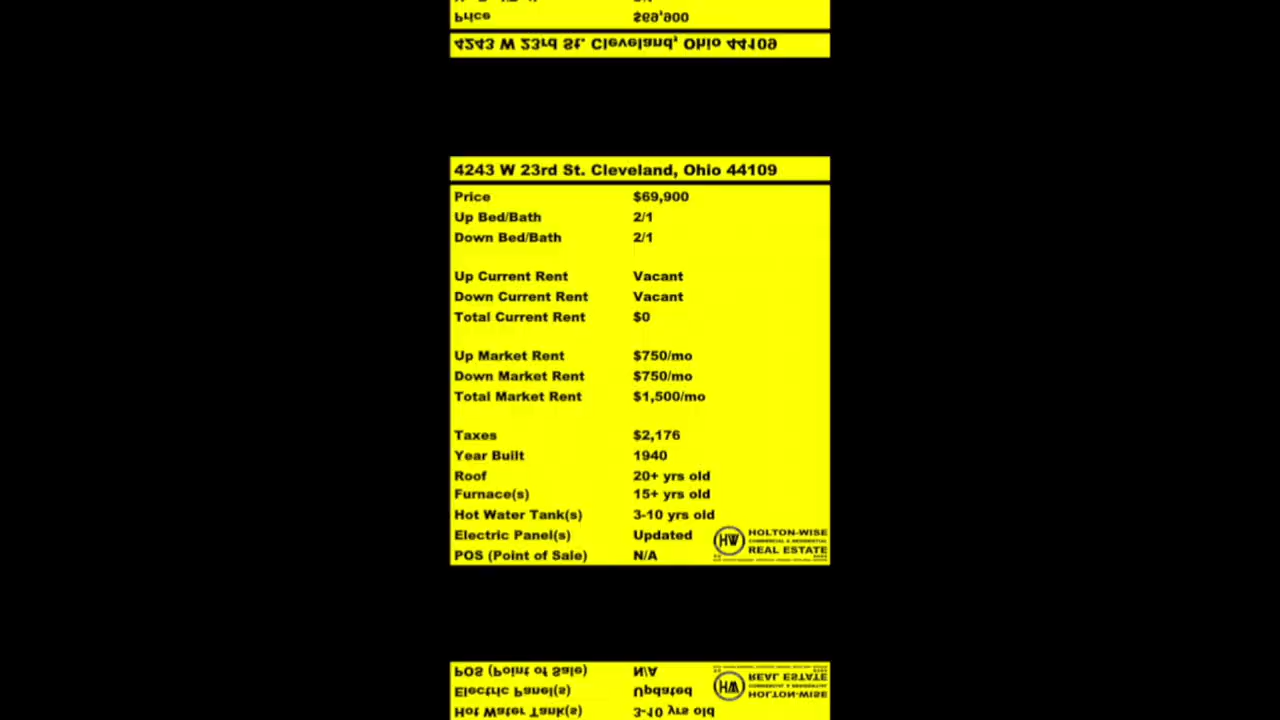 Price $69,900
4243 W 23rd St. Cleveland, Ohio 44109
4243 W 23rd St. Cleveland, Ohio 44109
Price $69,900
Up Bed/Bath 2/1
Down Bed/Bath 2/1
Up Current Rent Vacant
Down Current Rent Vacant
Total Current Rent $0
Up Market Rent $750/mo
Down Market Rent $750/mo
Total Market Rent $1,500/mo
Taxes $2,176
Year Built 1940
Roof 20+ yrs old
Furnace(s) 15+ yrs old
Hot Water Tank(s) 3-10 yrs old
Electric Panel(s) Updated
POS (Point of Sale) N/A
HW HOLTON-WISE
COMMERCIAL & RESIDENTIAL
REAL ESTATE
POS (Point of Sale) N/A
Electric Panel(s) Updated
Hot Water Tank(s) 3-10 yrs old
REAL ESTATE
COMMERCIAL & RESIDENTIAL
HW HOLTON-WISE